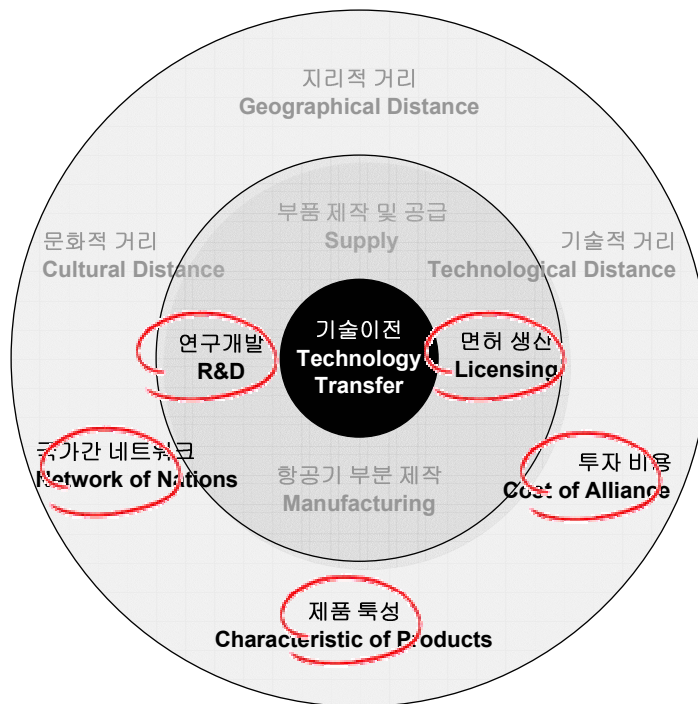 지리적 거리
Geographical Distance
부품 제작 및 공급
Supply
문화적 거리
Cultural Distance
기술적 거리
Technological Distance
연구개발
R&D
기술이전
Technology
Transfer
면허 생산
Licensing
국가간 네트워크
Network of Nations
항공기 부분 제작
Manufacturing
투자 비용
Cost of Alliance
제품 특성
Characteristic of Products